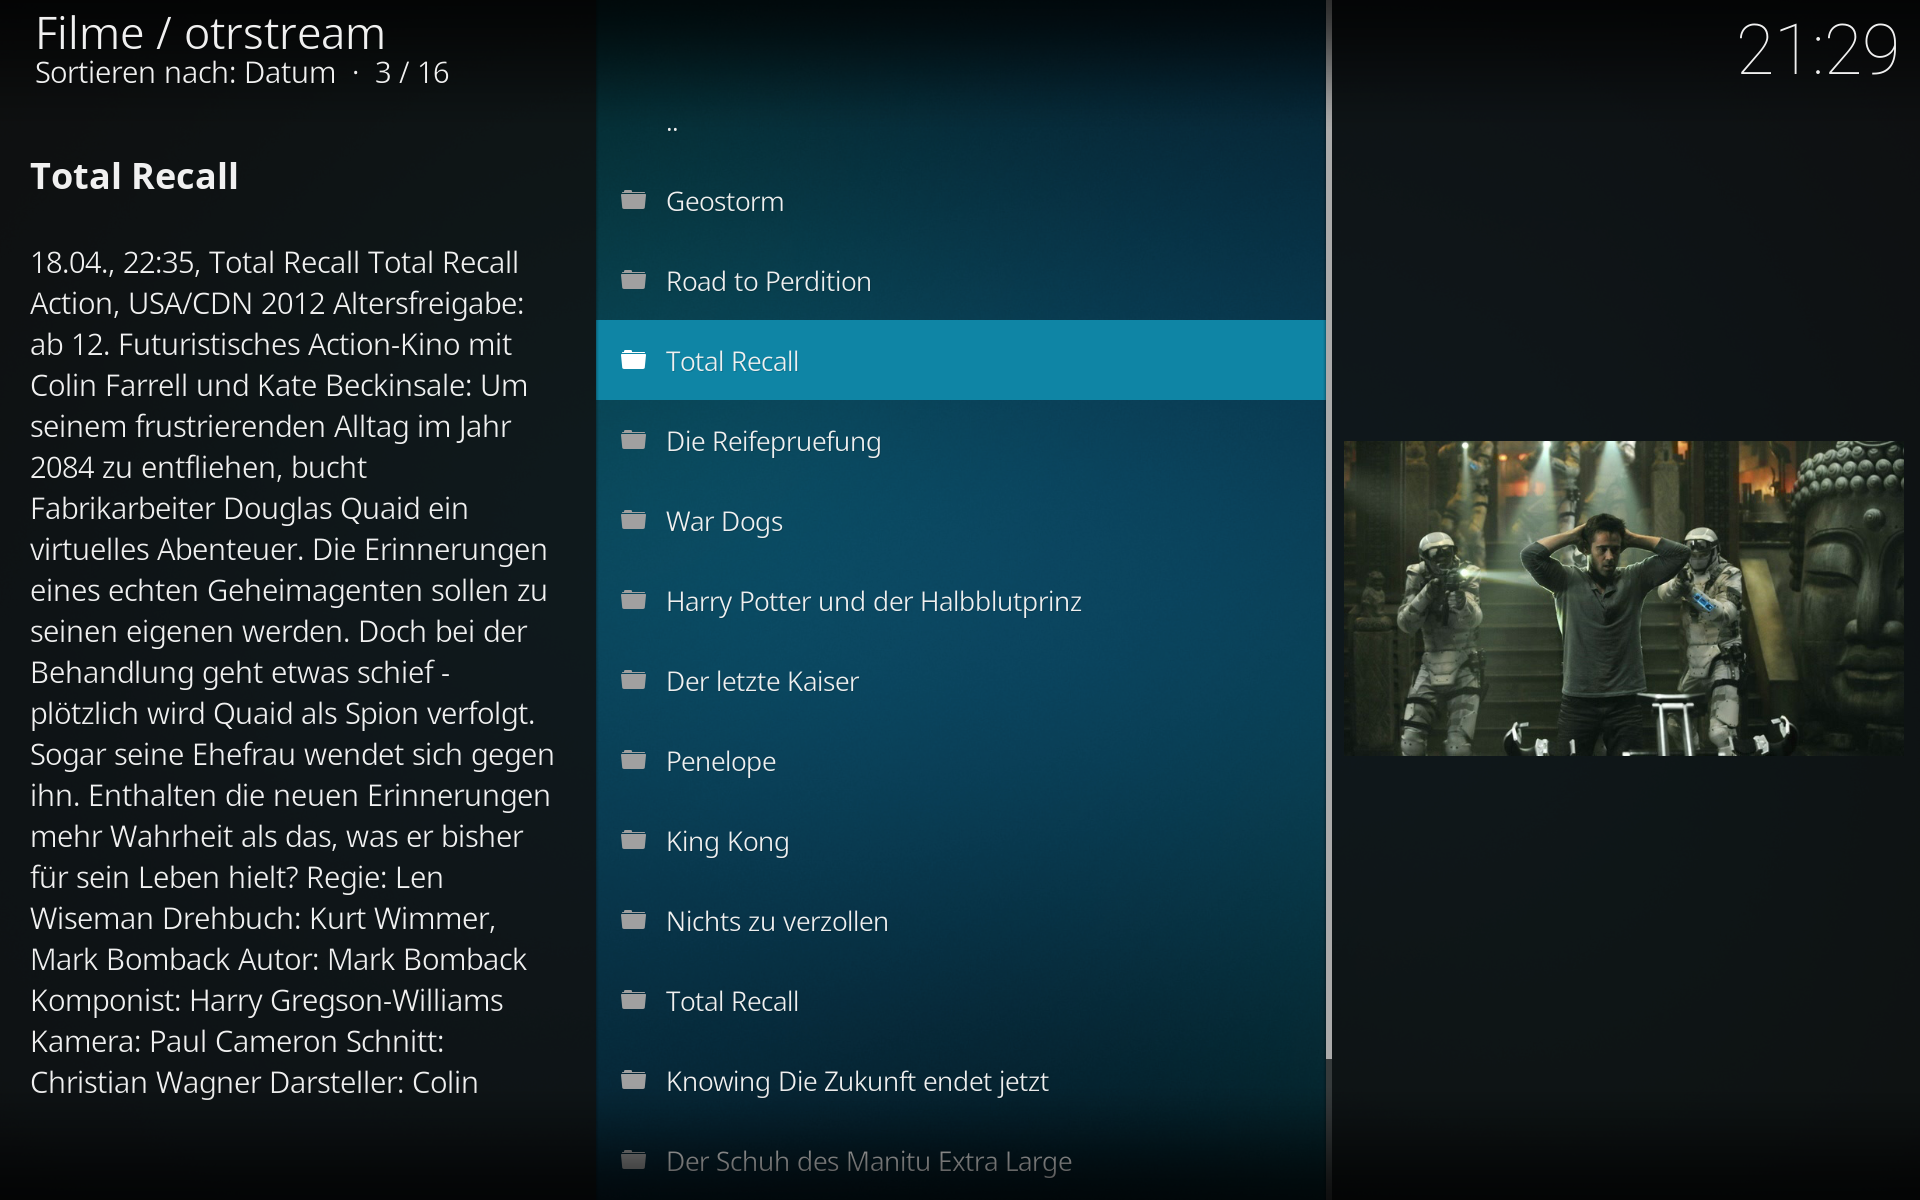 Filme / otrstream
Sortieren nach: Datum · 3 / 16
21:29
Total Recall
18.04., 22:35, Total Recall Total Recall
Action, USA/CDN 2012 Altersfreigabe:
ab 12. Futuristisches Action-Kino mit
Colin Farrell und Kate Beckinsale: Um
seinem frustrierenden Alltag im Jahr
2084 zu entfliehen, bucht
Fabrikarbeiter Douglas Quaid ein
virtuelles Abenteuer. Die Erinnerungen
eines echten Geheimagenten sollen zu
seinen eigenen werden. Doch bei der
Behandlung geht etwas schief -
plötzlich wird Quaid als Spion verfolgt.
Sogar seine Ehefrau wendet sich gegen
ihn. Enthalten die neuen Erinnerungen
mehr Wahrheit als das, was er bisher
für sein Leben hielt? Regie: Len
Wiseman Drehbuch: Kurt Wimmer,
Mark Bomback Autor: Mark Bomback
Komponist: Harry Gregson-Williams
Kamera: Paul Cameron Schnitt:
Christian Wagner Darsteller: Colin
..
Geostorm
Road to Perdition
Total Recall
Die Reifepruefung
War Dogs
Harry Potter und der Halbblutprinz
Der letzte Kaiser
Penelope
King Kong
Nichts zu verzollen
Total Recall
Knowing Die Zukunft endet jetzt
Der Schuh des Manitu Extra Large